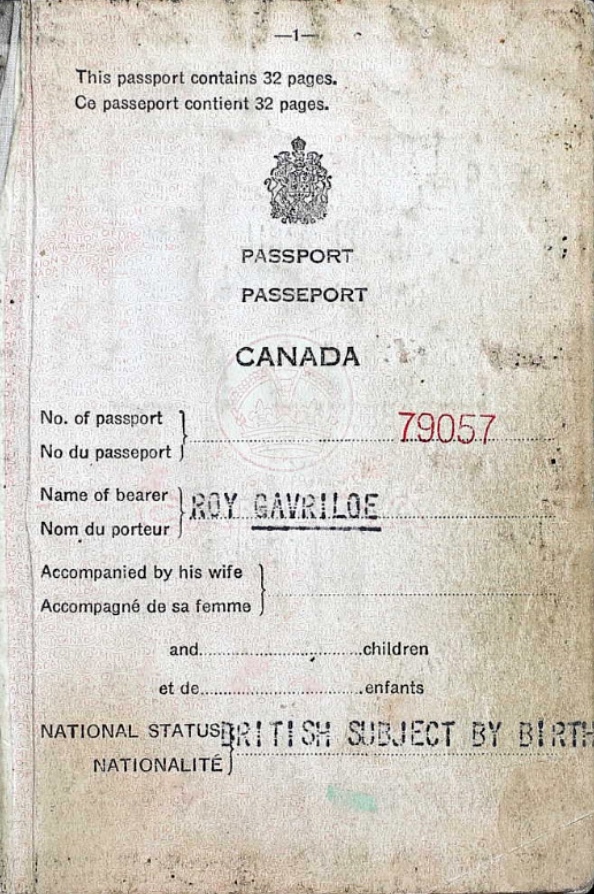 —1—
This passport contains 32 pages.
Ce passeport contient 32 pages.
PASSPORT
PASSEPORT
CANADA
No. of passport
No du passeport
79057
Name of bearer
Nom du porteur
ROY GAVRILOE
Accompanied by his wife
Accompagné de sa femme
and..............................children
et de..............................enfants
NATIONAL STATUS
NATIONALITÉ
BRITISH SUBJECT BY BIRTH